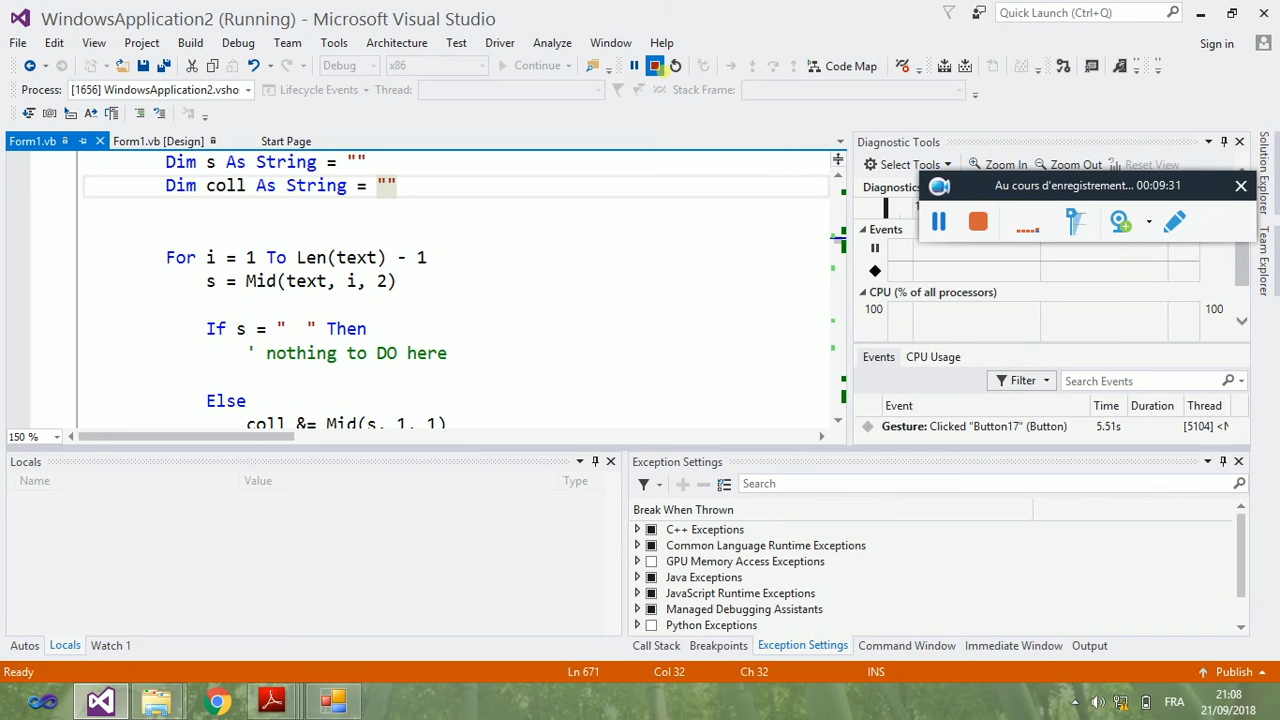 WindowsApplication2 (Running) - Microsoft Visual Studio
Quick Launch (Ctrl+Q)
File Edit View Project Build Debug Team Tools Architecture Test Driver Analyze Window Help
Sign in
Debug x86 Continue Code Map
Process: [1656] WindowsApplication2.vsho Lifecycle Events Thread: Stack Frame:
Form1.vb Form1.vb [Design] Start Page
Dim s As String = ""
Dim coll As String = ""
For i = 1 To Len(text) - 1
s = Mid(text, i, 2)
If s = "  " Then
' nothing to DO here
Else
coll &= Mid(s, 1, 1)
150 %
Diagnostic Tools
Select Tools Zoom In Zoom Out Reset View
Diagnostics
Au cours d'enregistrement... 00:09:31
Events
CPU (% of all processors)
100 100
Events CPU Usage
Filter Search Events
Event Time Duration Thread
Gesture: Clicked "Button17" (Button) 5.51s [5104] <N
Solution Explorer
Team Explorer
Locals
Name Value Type
Autos Locals Watch 1
Exception Settings
Search
Break When Thrown
C++ Exceptions
Common Language Runtime Exceptions
GPU Memory Access Exceptions
Java Exceptions
JavaScript Runtime Exceptions
Managed Debugging Assistants
Python Exceptions
Call Stack Breakpoints Exception Settings Command Window Immediate Window Output
Ready Ln 671 Col 32 Ch 32 INS Publish
FRA
21:08
21/09/2018